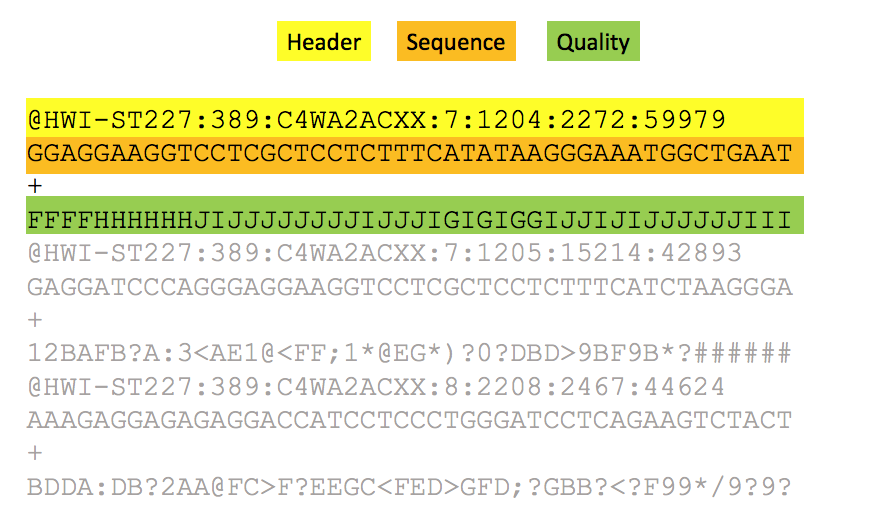 Header Sequence Quality
@HWI-ST227:389:C4WA2ACXX:7:1204:2272:59979
GGAGGAAGGTCCTCGCTCCTCTTTCATATAAGGGAAATGGCTGAAT
+
FFFFHHHHHHJIJJJJJJJJIJJJIGIGIGGIJJIJIJJJJJJIII
@HWI-ST227:389:C4WA2ACXX:7:1205:15214:42893
GAGGATCCCAGGGAGGAAGGTCCTCGCTCCTCTTTCATCTAAGGGA
+
12BAFB?A:3<AE1@<FF;1*@EG*)?0?DBD>9BF9B*?######
@HWI-ST227:389:C4WA2ACXX:8:2208:2467:44624
AAAGAGGAGAGAGGACCATCCTCCCTGGGATCCTCAGAAGTCTACT
+
BDDA:DB?2AA@FC>F?EEGC<FED>GFD;?GBB?<?F99*/9?9?